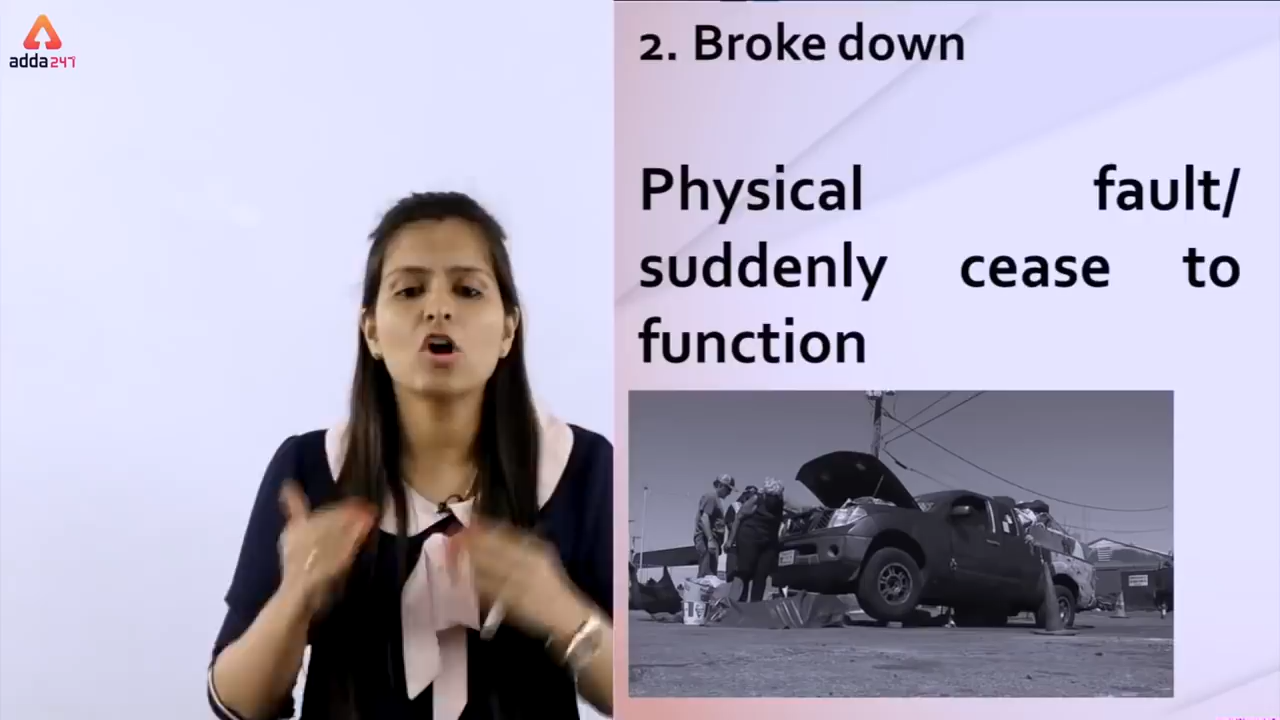 adda247
2. Broke down
Physical fault/
suddenly cease to
function